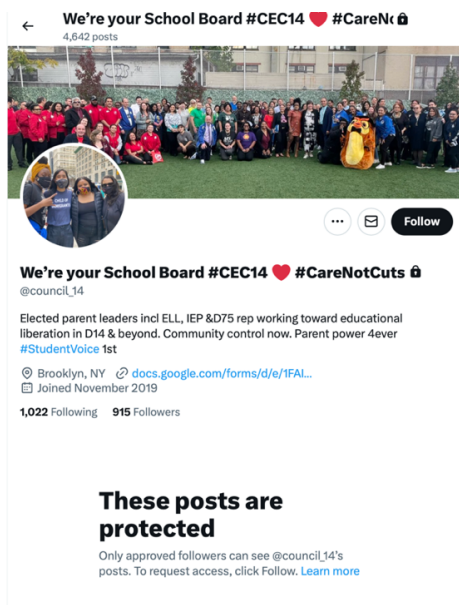 We're your School Board #CEC14 ❤️ #CareNo
4,642 posts
Follow
We're your School Board #CEC14 ❤️ #CareNotCuts
@council_14
Elected parent leaders incl ELL, IEP &D75 rep working toward educational
liberation in D14 & beyond. Community control now. Parent power 4ever
#StudentVoice 1st
Brooklyn, NY docs.google.com/forms/d/e/1FAI...
Joined November 2019
1,022 Following 915 Followers
These posts are
protected
Only approved followers can see @council_14's
posts. To request access, click Follow. Learn more